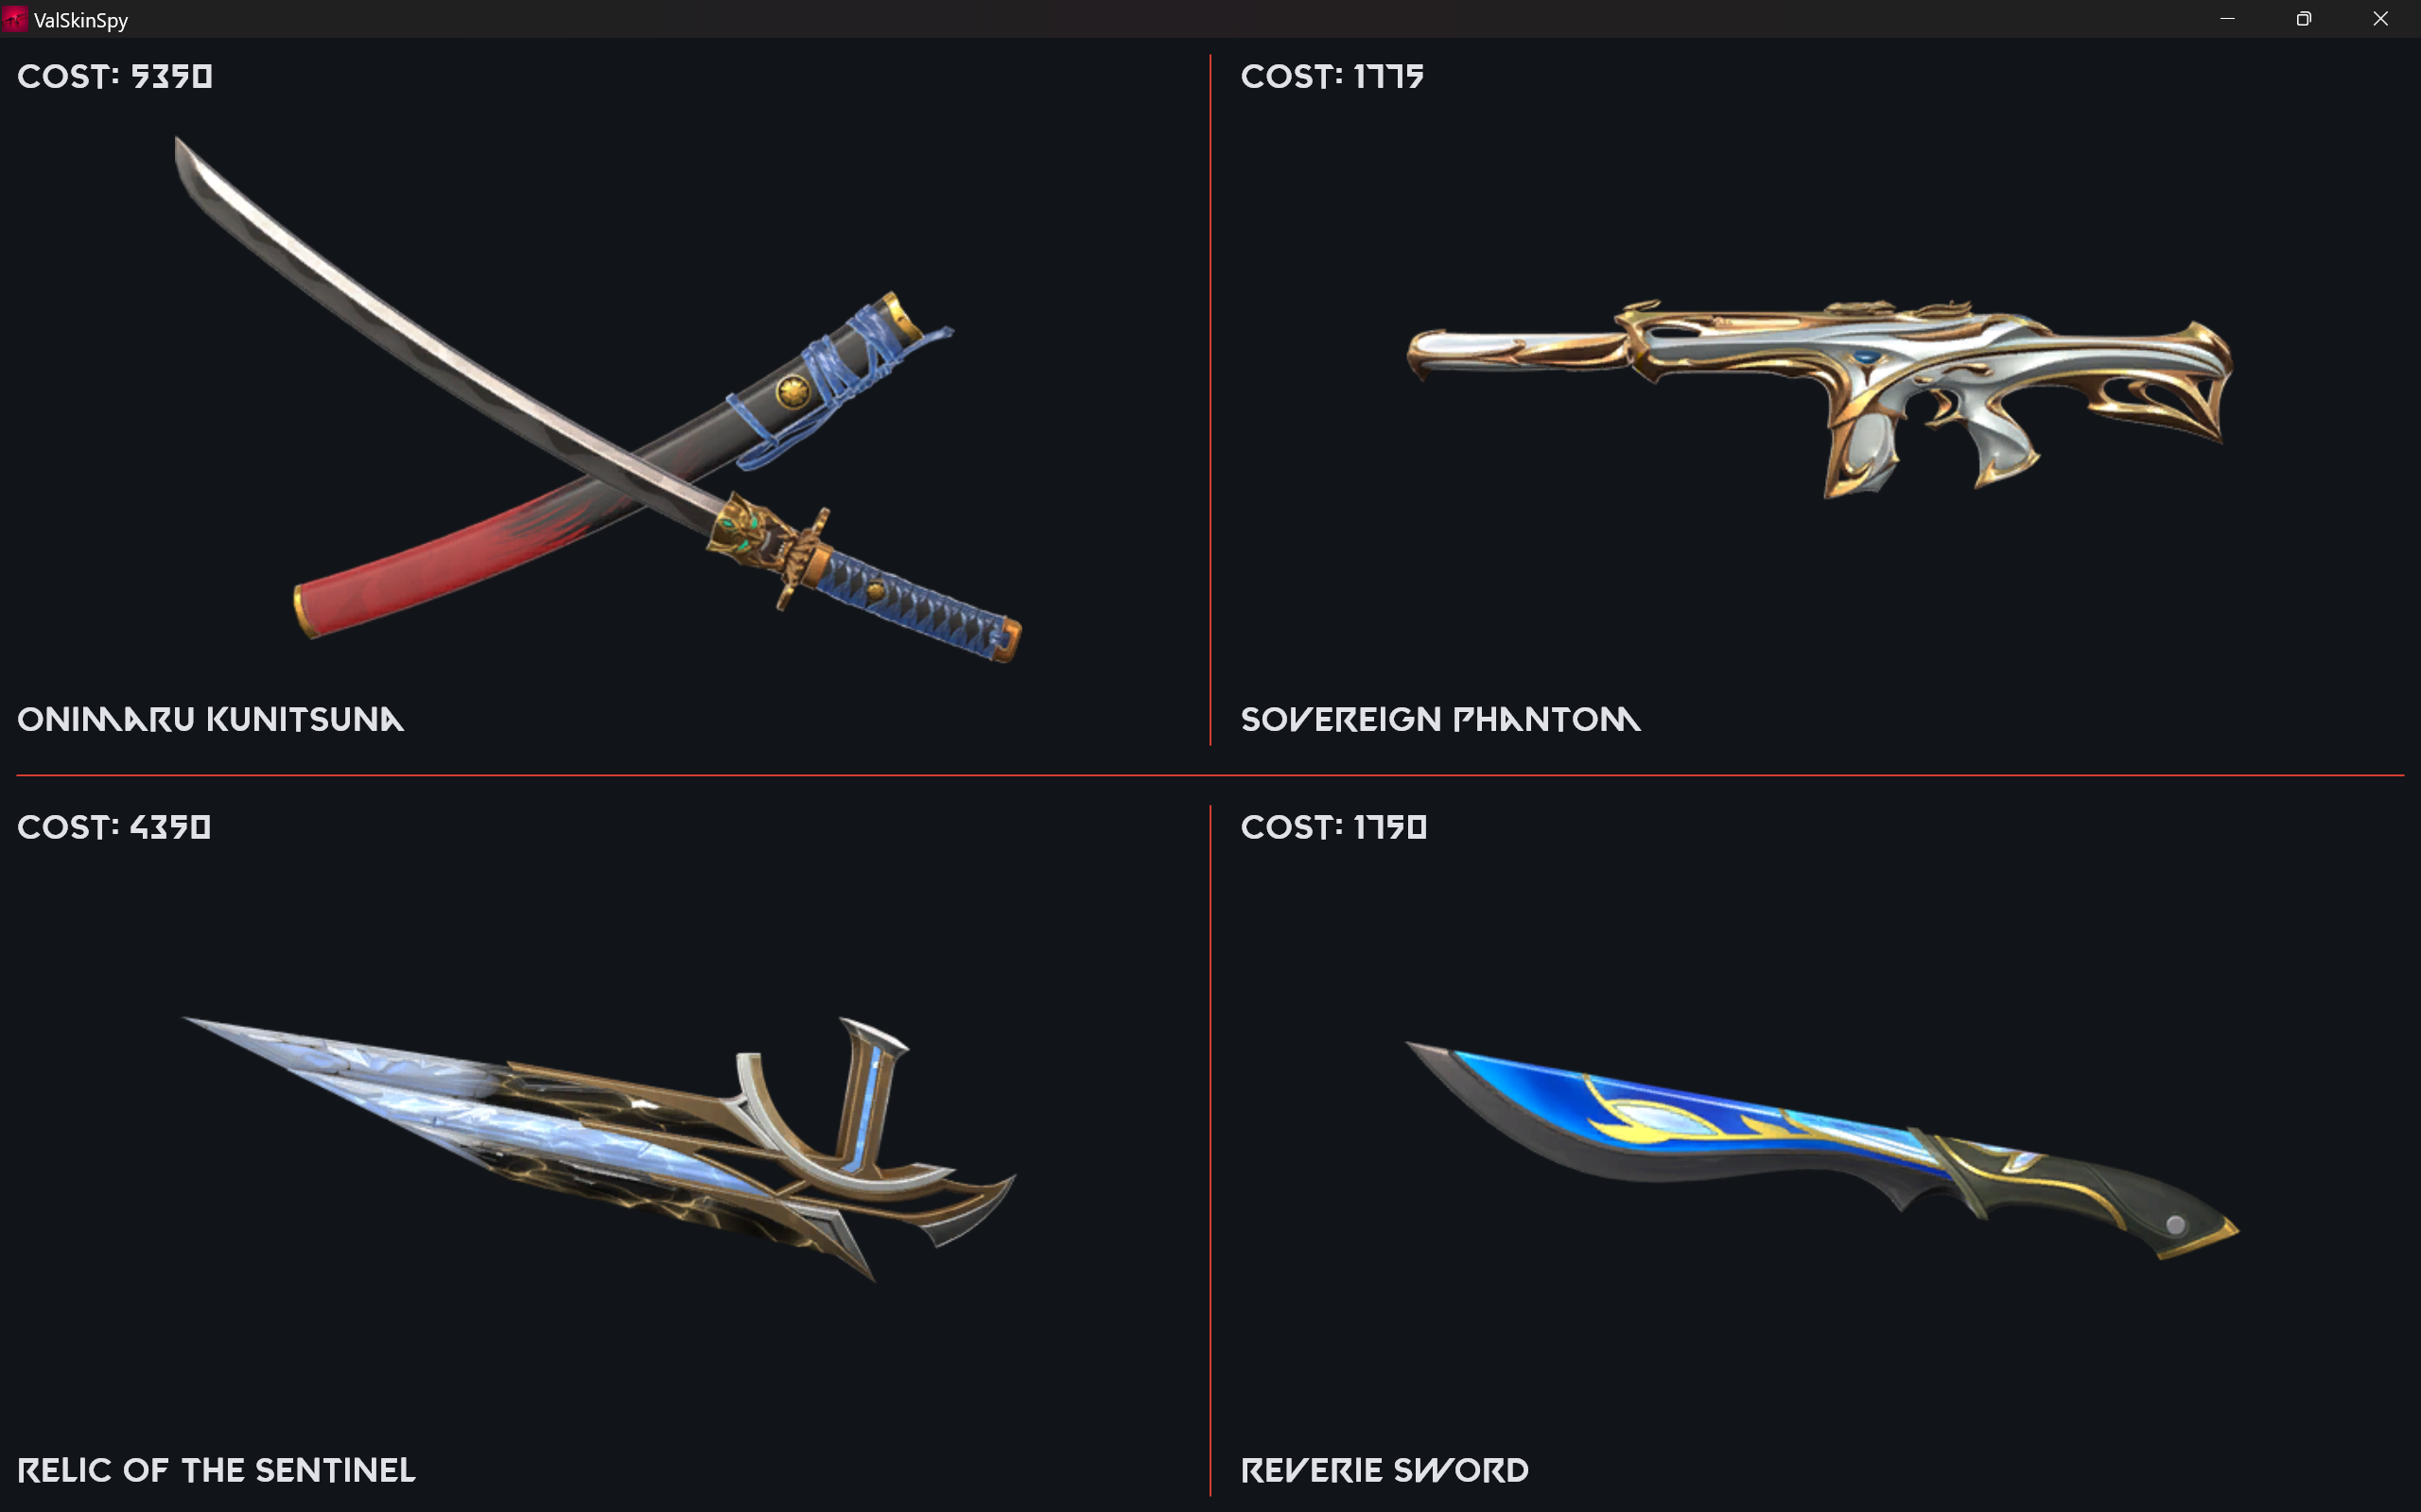 ValSkinSpy
COST: 5350
COST: 1775
ONIMARU KUNITSUNA
SOVEREIGN PHANTOM
COST: 4350
COST: 1750
RELIC OF THE SENTINEL
REVERIE SWORD